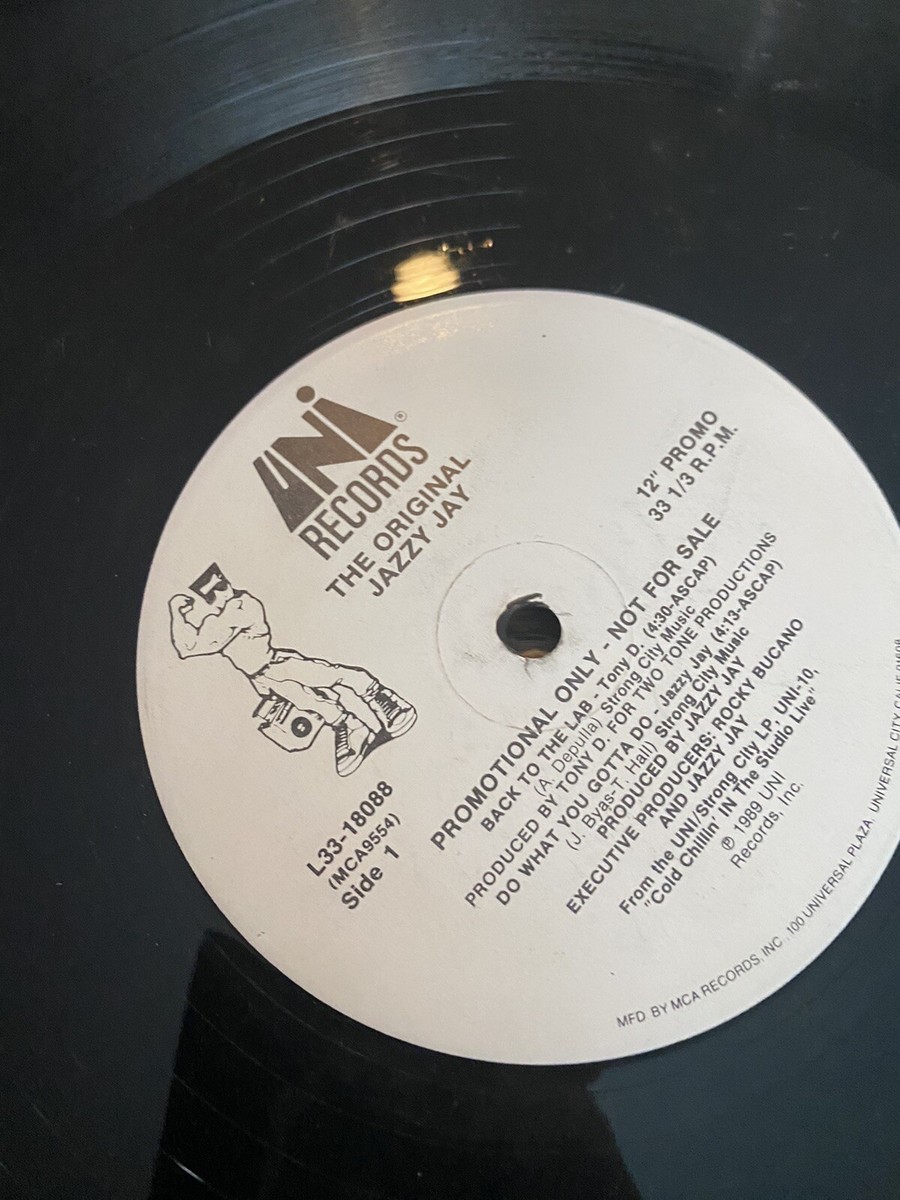 UNI®
RECORDS
THE ORIGINAL
JAZZY JAY
12" PROMO
33 1/3 R.P.M.
L33-18088
(MCA9554)
Side 1
PROMOTIONAL ONLY - NOT FOR SALE
BACK TO THE LAB - Tony D. (4:30-ASCAP)
(A. Depulla) Strong City Music
PRODUCED BY TONY D. FOR TWO TONE PRODUCTIONS
DO WHAT YOU GOTTA DO - Jazzy Jay (4:13-ASCAP)
(J. Byas-T. Hall) Strong City Music
PRODUCED BY JAZZY JAY
EXECUTIVE PRODUCERS: ROCKY BUCANO
AND JAZZY JAY
From the UNI/Strong City LP, UNI-10,
"Cold Chillin' IN The Studio Live",
℗ 1989 UNI
Records, Inc.
MFD BY MCA RECORDS, INC., 100 UNIVERSAL PLAZA, UNIVERSAL CITY, CALIF.